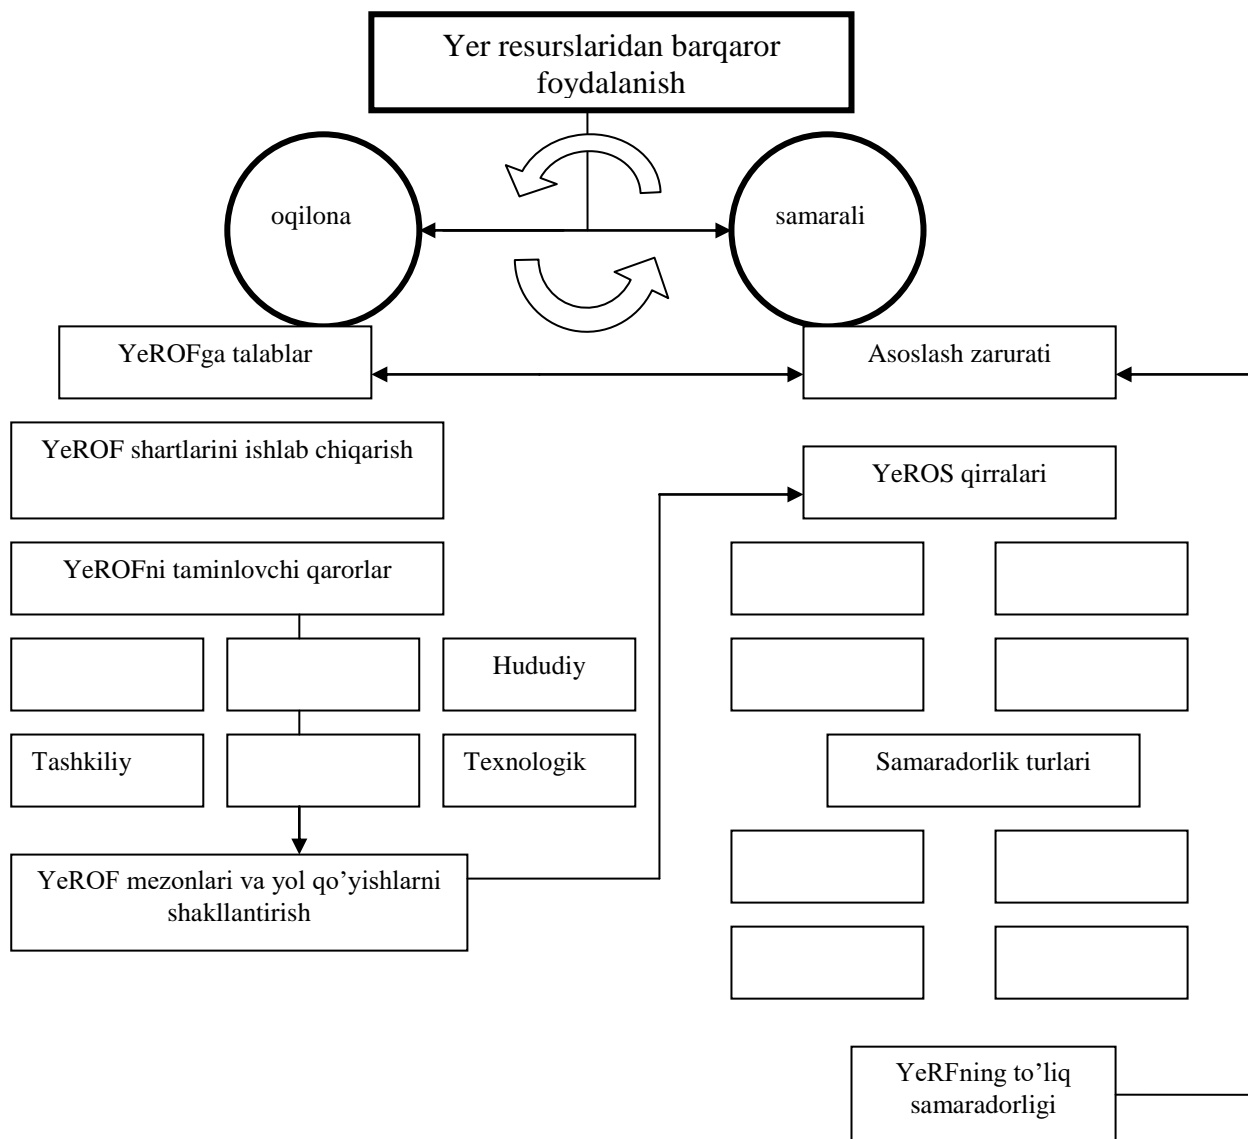 Yer resurslaridan barqaror
foydalanish
oqilona
samarali
YeROFga talablar
Asoslash zarurati
YeROF shartlarini ishlab chiqarish
YeROS qirralari
YeROFni taminlovchi qarorlar
Hududiy
Tashkiliy
Texnologik
Samaradorlik turlari
YeROF mezonlari va yol qo’yishlarni
shakllantirish
YeRFning to’liq
samaradorligi